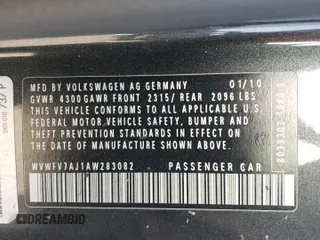 MFD BY VOLKSWAGEN AG GERMANY 01/10
GVWR 4300 GAWR FRONT 2315/ REAR 2096 LBS
THIS VEHICLE CONFORMS TO ALL APPLICABLE
U.S. FEDERAL MOTOR VEHICLE SAFETY, BUMPER AND
THEFT PREVENTION STANDARDS IN EFFECT ON
THE DATE OF MANUFACTURE SHOWN ABOVE
WVWFV7AJ1AW283082 PASSENGER CAR
© BIDFAMD